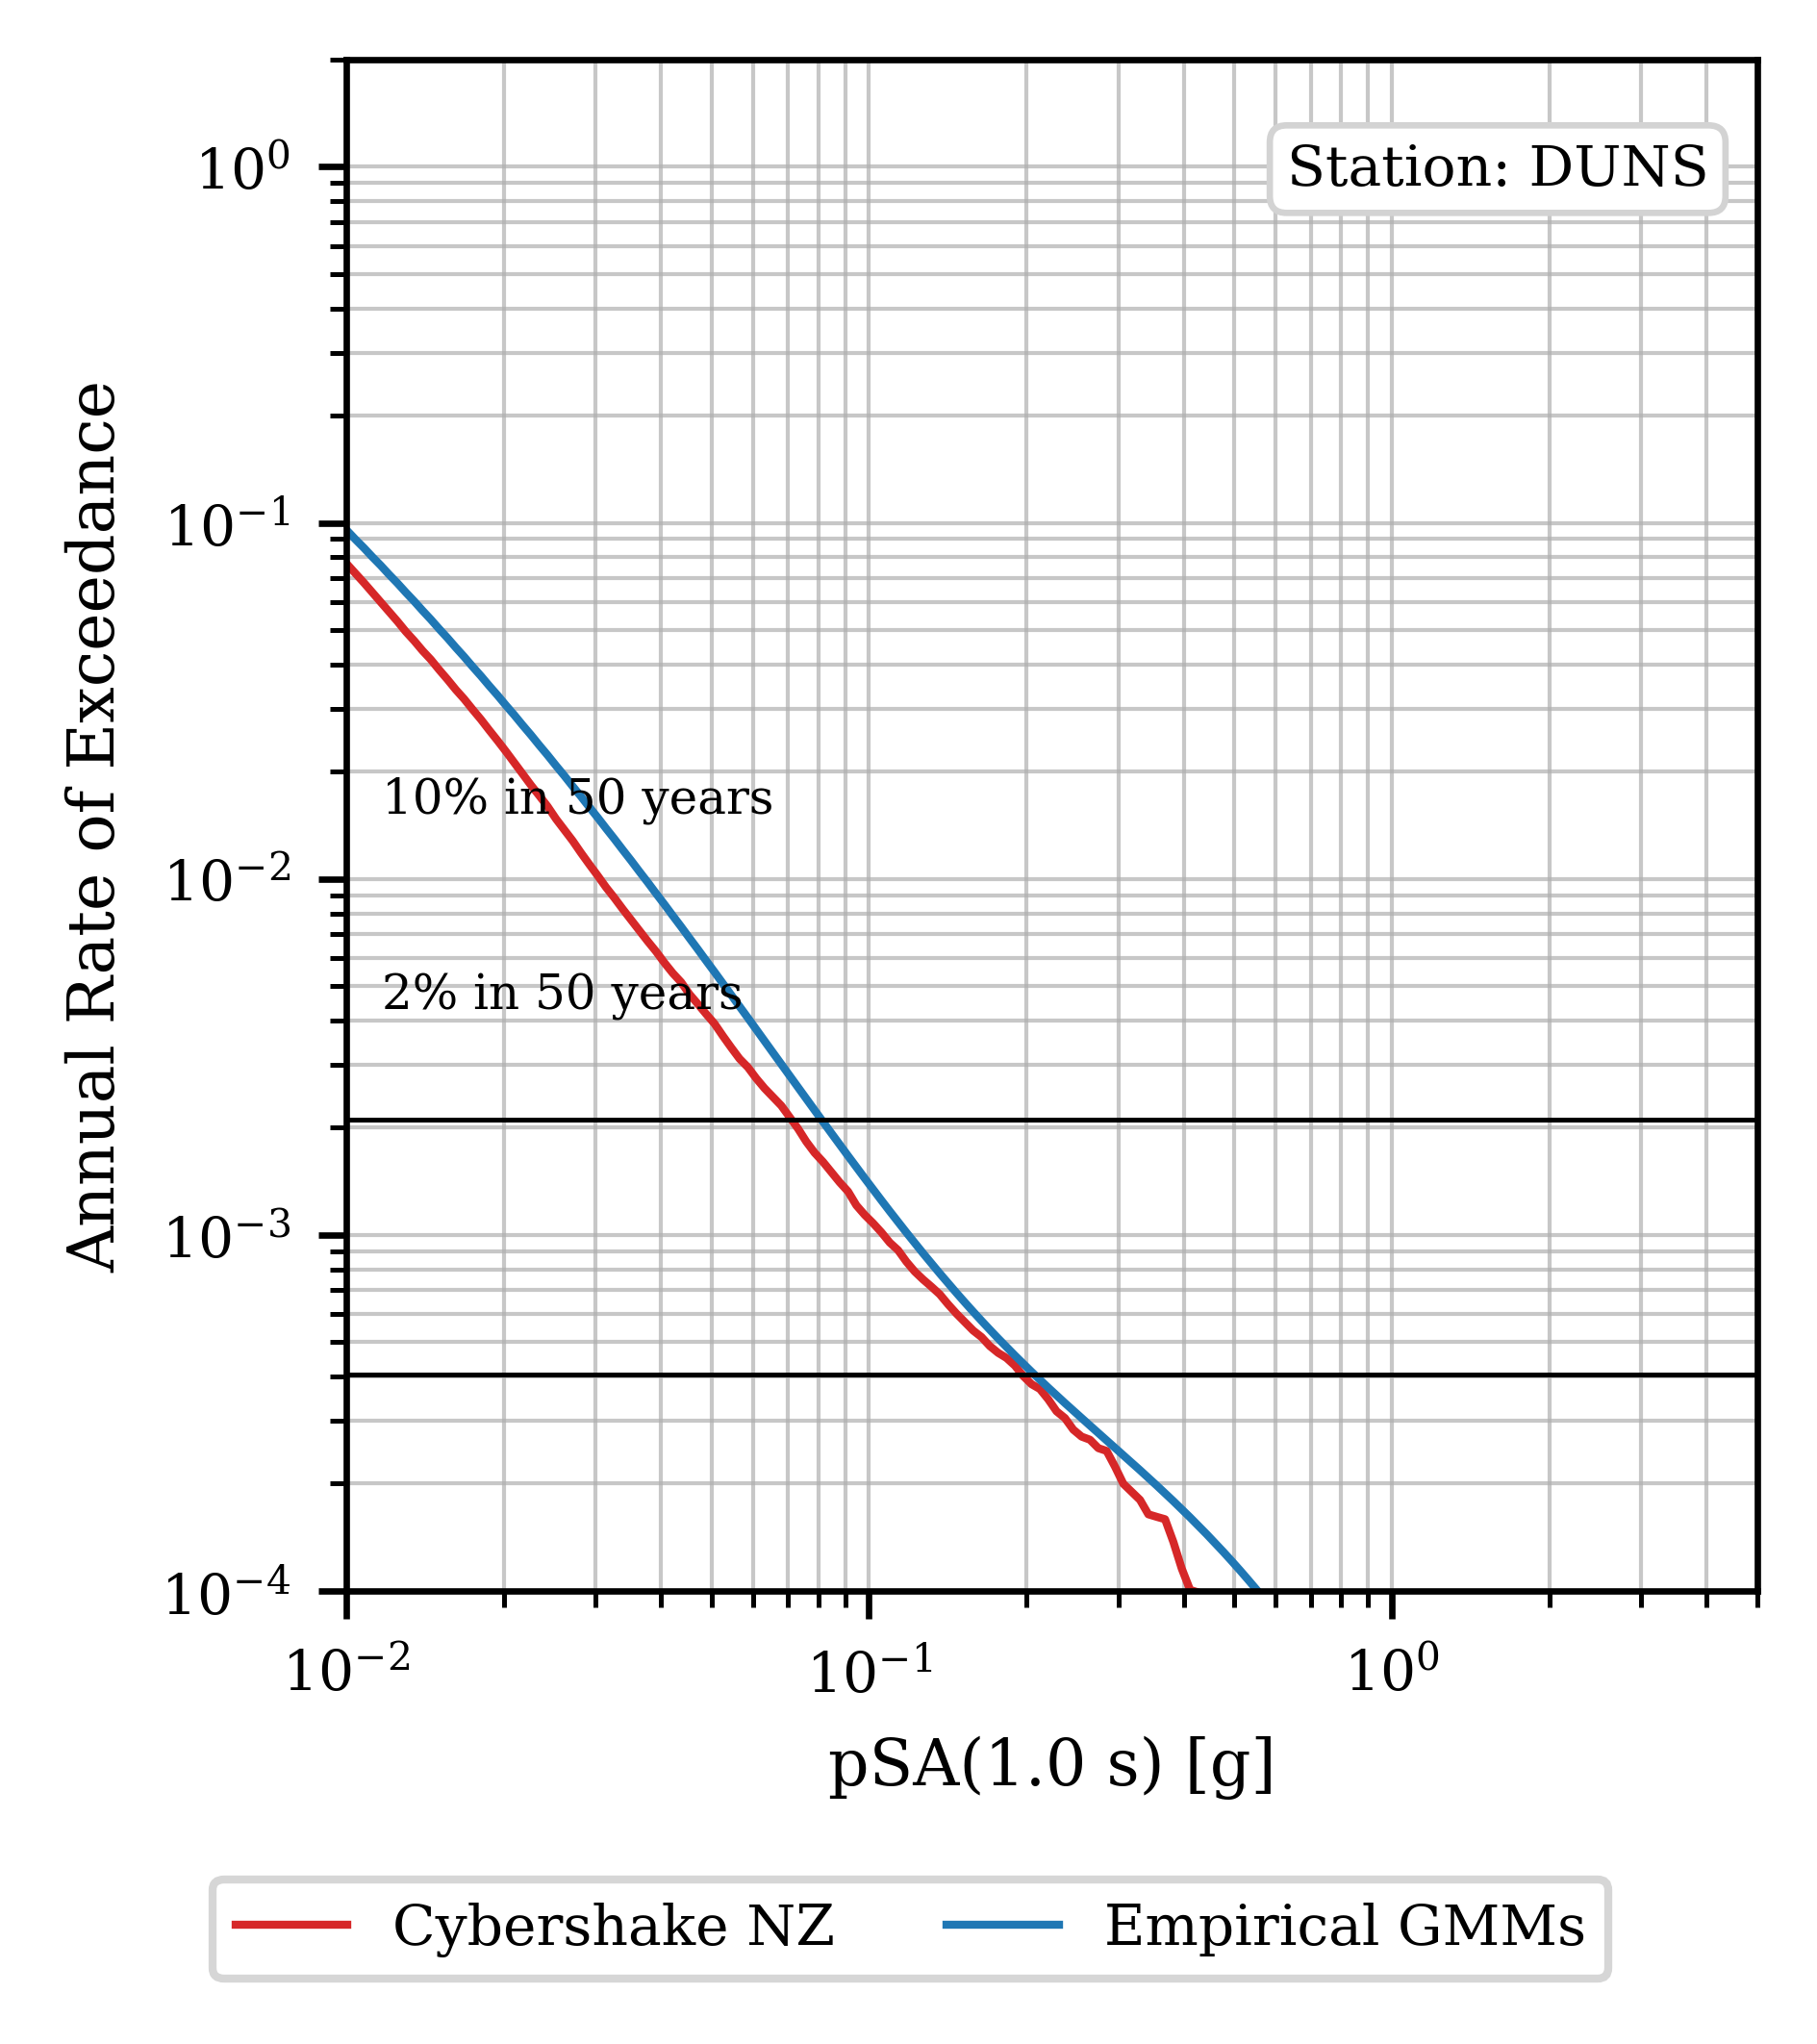 Station: DUNS
Annual Rate of Exceedance
10⁰
10⁻¹
10⁻²
10⁻³
10⁻⁴
10% in 50 years
2% in 50 years
10⁻²
10⁻¹
10⁰
pSA(1.0 s) [g]
Cybershake NZ
Empirical GMMs